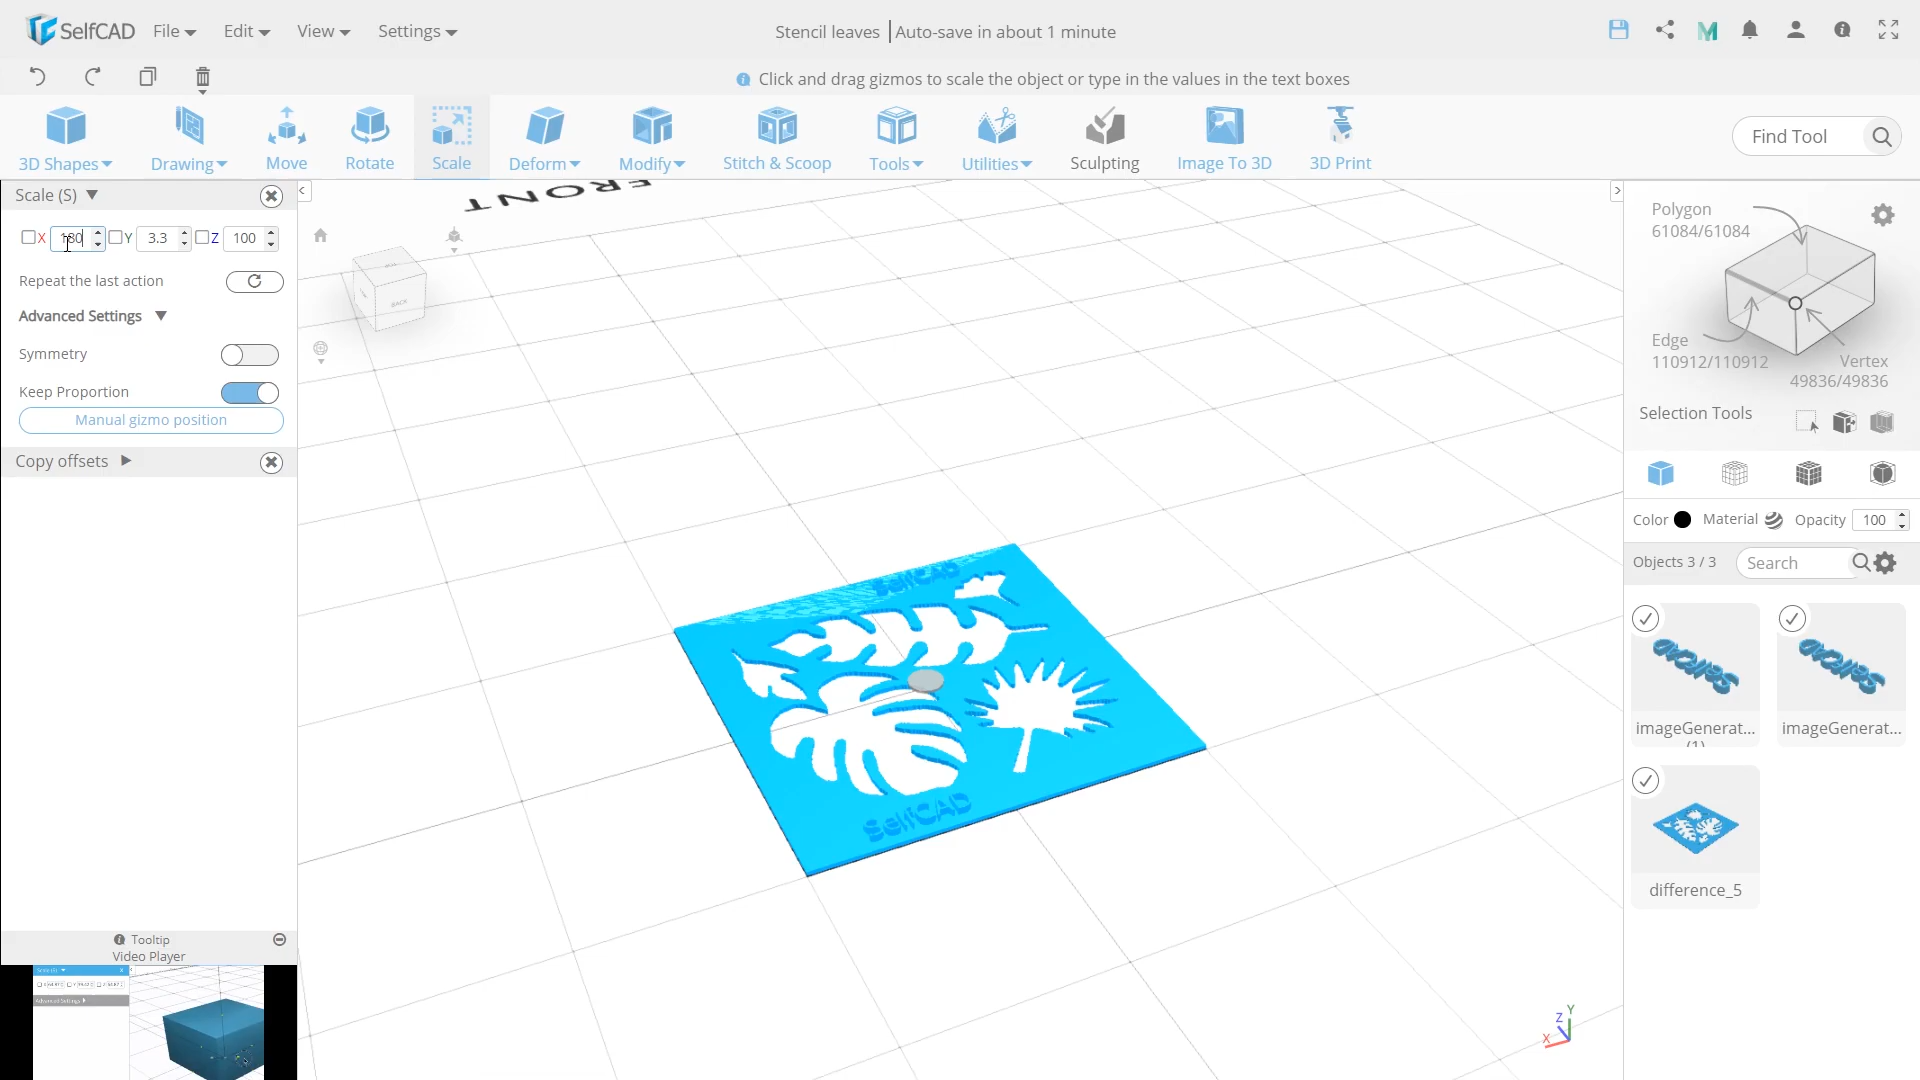 SelfCAD File Edit View Settings Stencil leaves Auto-save in about 1 minute
Click and drag gizmos to scale the object or type in the values in the text boxes
3D Shapes Drawing Move Rotate Scale Deform Modify Stitch & Scoop Tools Utilities Sculpting Image To 3D 3D Print Find Tool
Scale (S)
X 180 Y 3.3 Z 100
Repeat the last action
Advanced Settings
Symmetry
Keep Proportion
Manual gizmo position
Copy offsets
Tooltip
Video Player
FRONT
BACK
SelfCAD
SelfCAD
Z Y
X
Polygon
61084/61084
Edge
110912/110912
Vertex
49836/49836
Selection Tools
Color Material Opacity 100
Objects 3 / 3 Search
imageGenerat...
(1)
imageGenerat...
difference_5